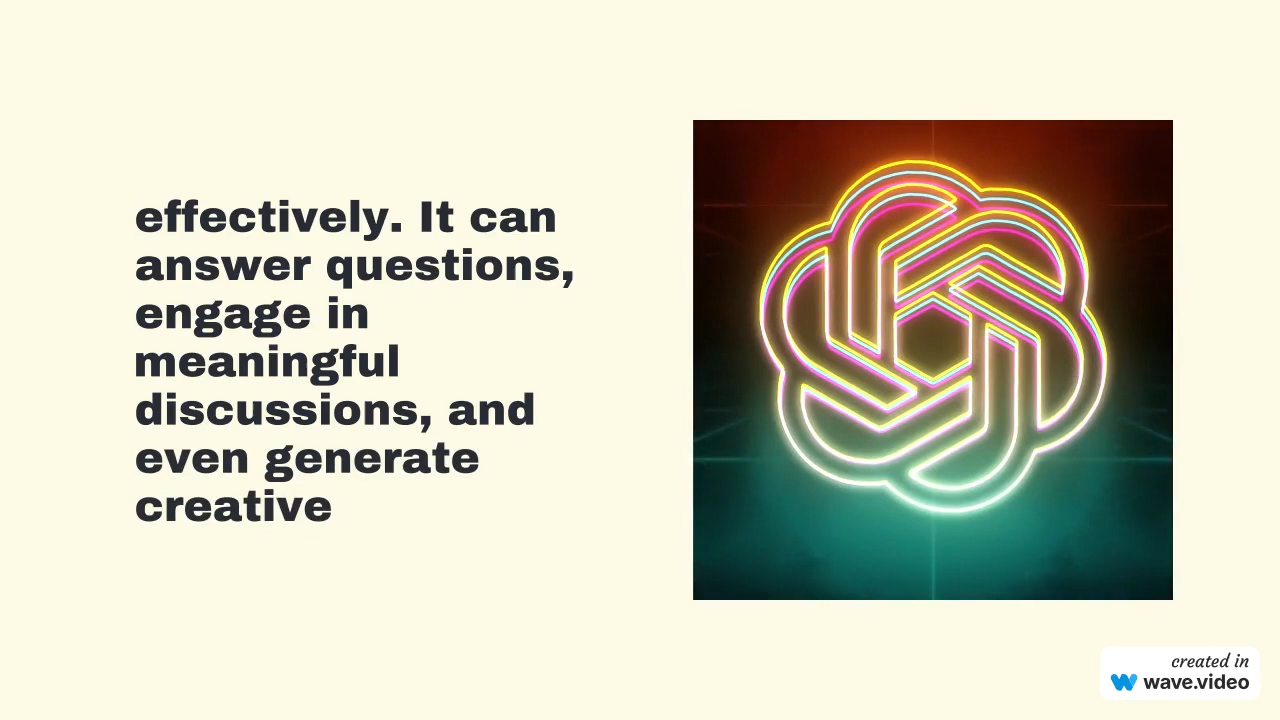 effectively. It can
answer questions,
engage in
meaningful
discussions, and
even generate
creative
created in
wave.video